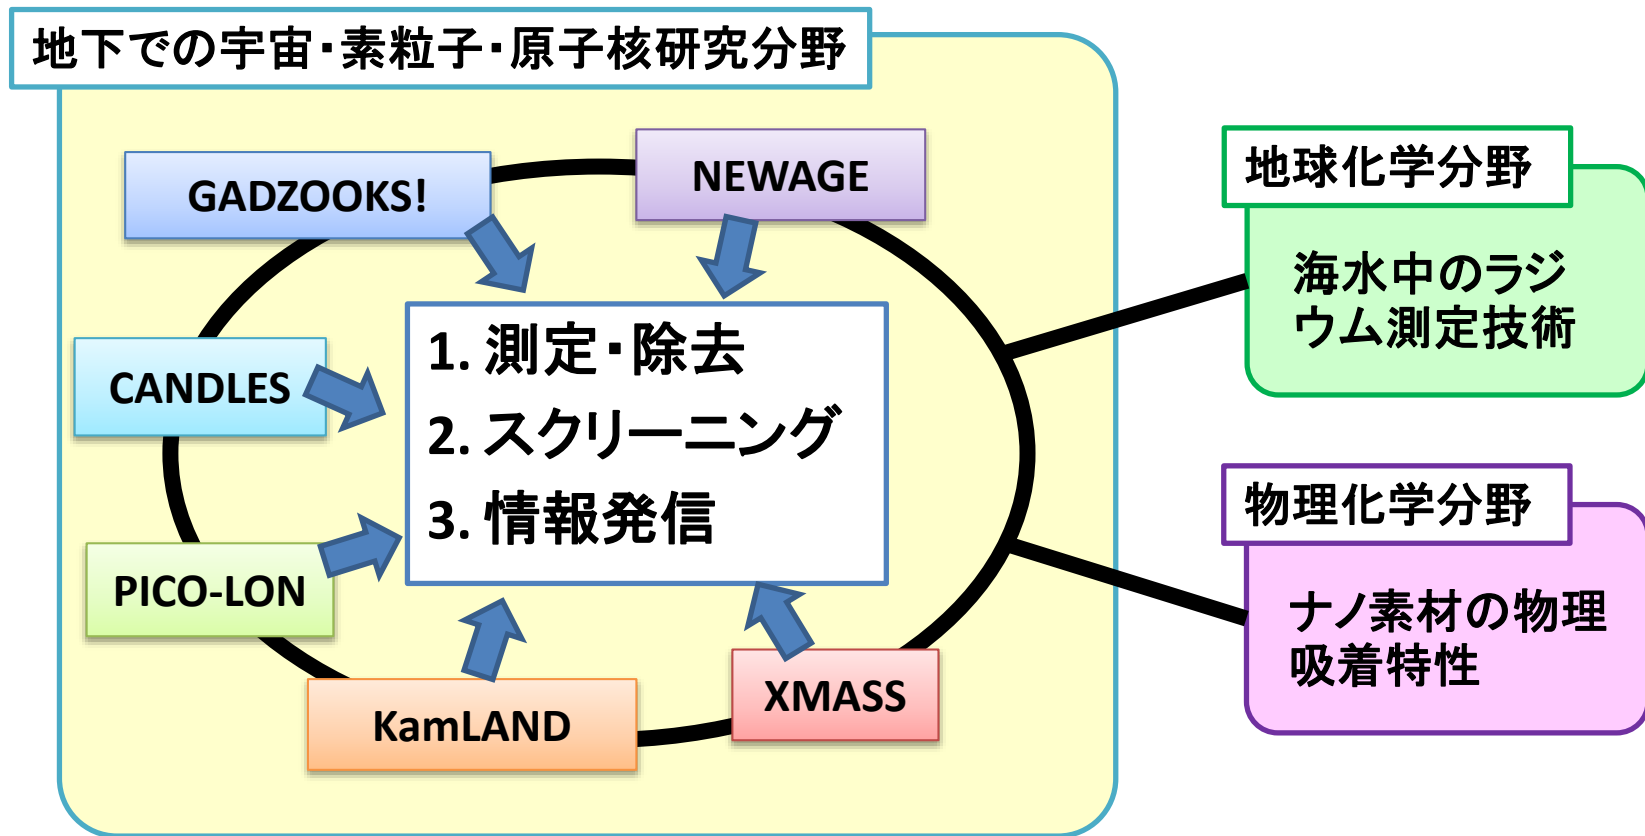 地下での宇宙・素粒子・原子核研究分野
GADZOOKS!
NEWAGE
CANDLES
PICO-LON
KamLAND
XMASS
1. 測定・除去
2. スクリーニング
3. 情報発信
地球化学分野
海水中のラジ
ウム測定技術
物理化学分野
ナノ素材の物理
吸着特性